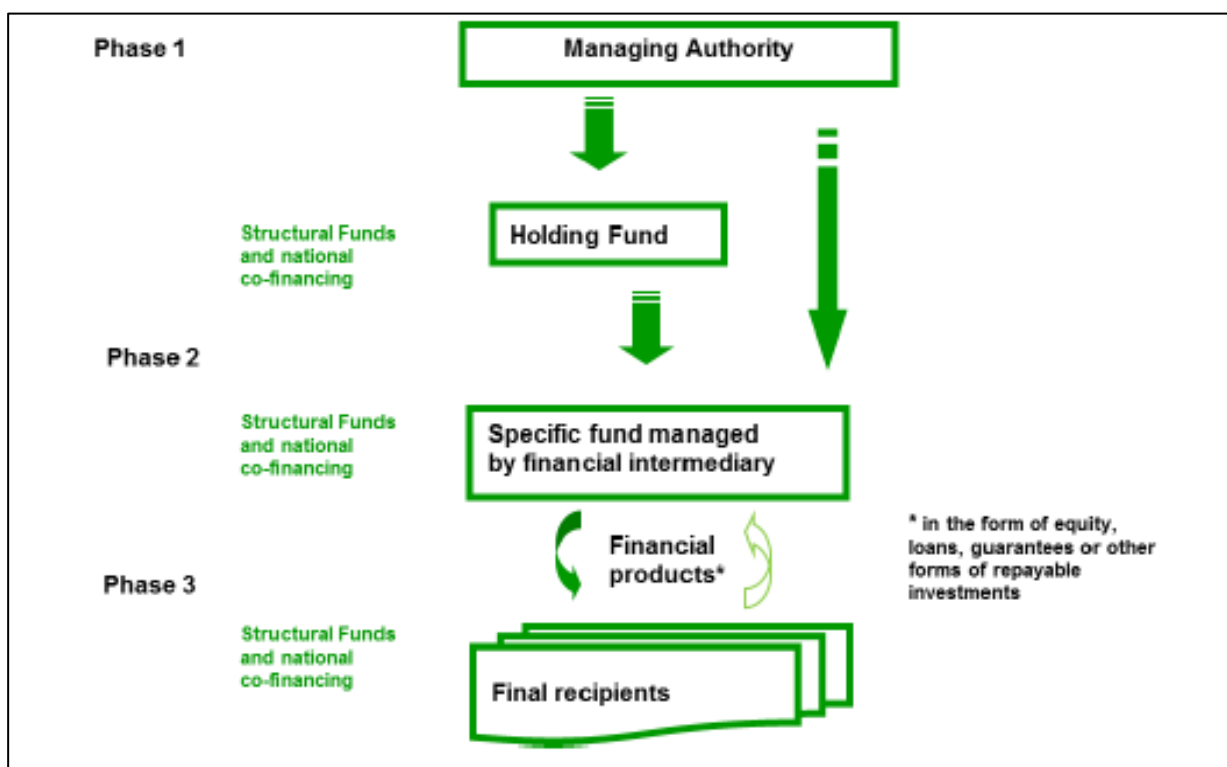 Phase 1
Managing Authority
Structural Funds
and national
co-financing
Holding Fund
Phase 2
Structural Funds
and national
co-financing
Specific fund managed
by financial intermediary
Financial
products*
* in the form of equity,
loans, guarantees or other
forms of repayable
investments
Phase 3
Structural Funds
and national
co-financing
Final recipients